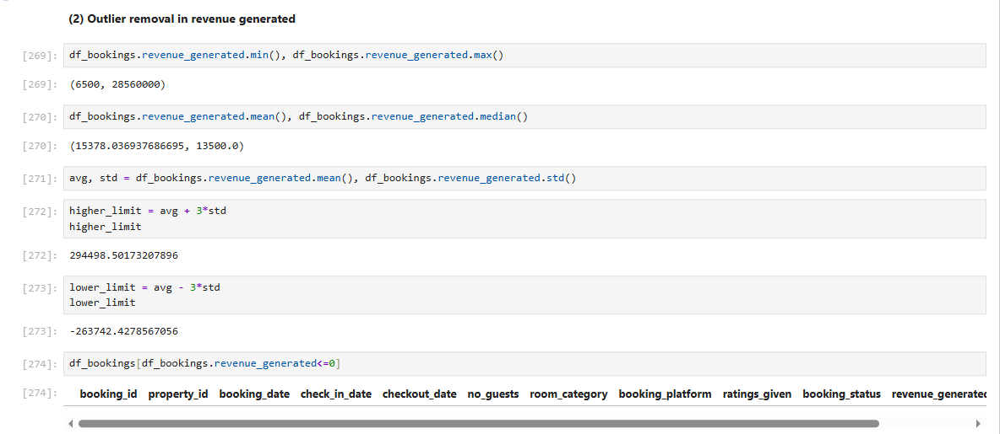 (2) Outlier removal in revenue generated
[269]: df_bookings.revenue_generated.min(), df_bookings.revenue_generated.max()
[269]: (6500, 28560000)
[270]: df_bookings.revenue_generated.mean(), df_bookings.revenue_generated.median()
[270]: (15378.036937686695, 13500.0)
[271]: avg, std = df_bookings.revenue_generated.mean(), df_bookings.revenue_generated.std()
[272]: higher_limit = avg + 3*std
higher_limit
[272]: 294498.50173207896
[273]: lower_limit = avg - 3*std
lower_limit
[273]: -263742.4278567056
[274]: df_bookings[df_bookings.revenue_generated<=0]
[274]: booking_id property_id booking_date check_in_date checkout_date no_guests room_category booking_platform ratings_given booking_status revenue_generated